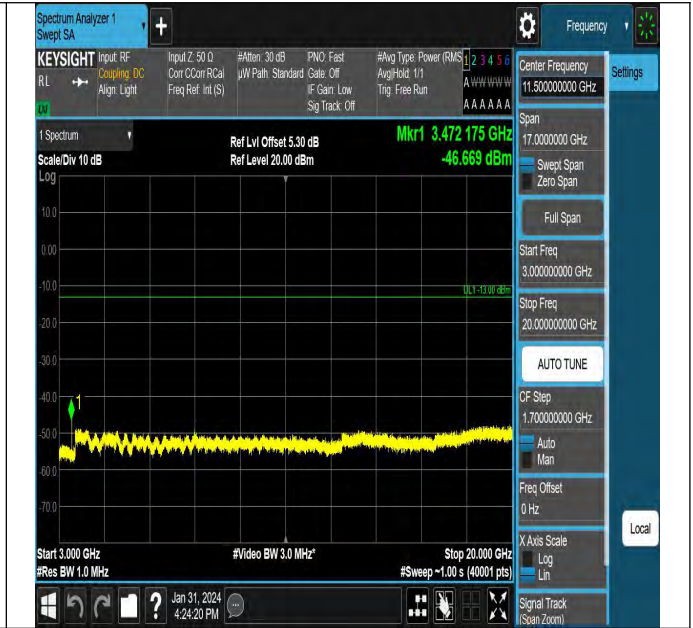 Spectrum Analyzer 1
Swept SA
+
Frequency
KEYSIGHT
RL
Input: RF
Coupling: DC
Align: Light
Input Z: 50 Ω
Corr CCorr RCal
Freq Ref: Int (S)
#Atten: 30 dB
µW Path: Standard
PNO: Fast
Gate: Off
IF Gain: Low
Sig Track: Off
#Avg Type: Power (RMS
Avg|Hold: 1/1
Trig: Free Run
1 2 3 4 5 6
A W W W W W
A A A A A A
1 Spectrum
Scale/Div 10 dB
Log
Ref Lvl Offset 5.30 dB
Ref Level 20.00 dBm
Mkr1 3.472 175 GHz
-46.669 dBm
10.0
0.00
-10.0
DL1 -13.00 dBm
-20.0
-30.0
-40.0
1
-50.0
-60.0
-70.0
Start 3.000 GHz
#Video BW 3.0 MHz*
Stop 20.000 GHz
#Res BW 1.0 MHz
#Sweep ~1.00 s (40001 pts)
?
Jan 31, 2024
4:24:20 PM
Center Frequency
11.50000000 GHz
Settings
Span
17.0000000 GHz
Swept Span
Zero Span
Full Span
Start Freq
3.000000000 GHz
Stop Freq
20.000000000 GHz
AUTO TUNE
CF Step
1.700000000 GHz
Auto
Man
Freq Offset
0 Hz
X Axis Scale
Log
Lin
Local
Signal Track
(Span Zoom)